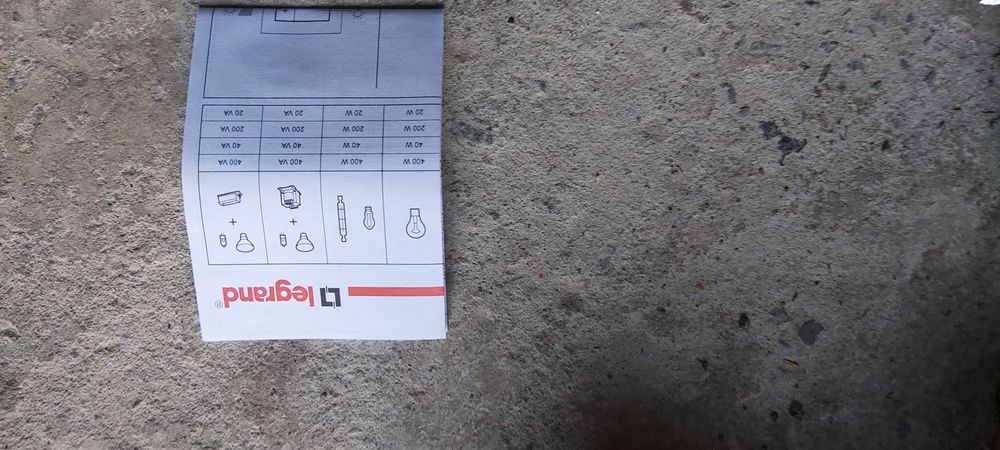 legrand®
400 W 400 W 400 VA 400 VA
40 W 40 W 40 VA 40 VA
200 W 200 W 200 VA 200 VA
20 W 20 W 20 VA 20 VA